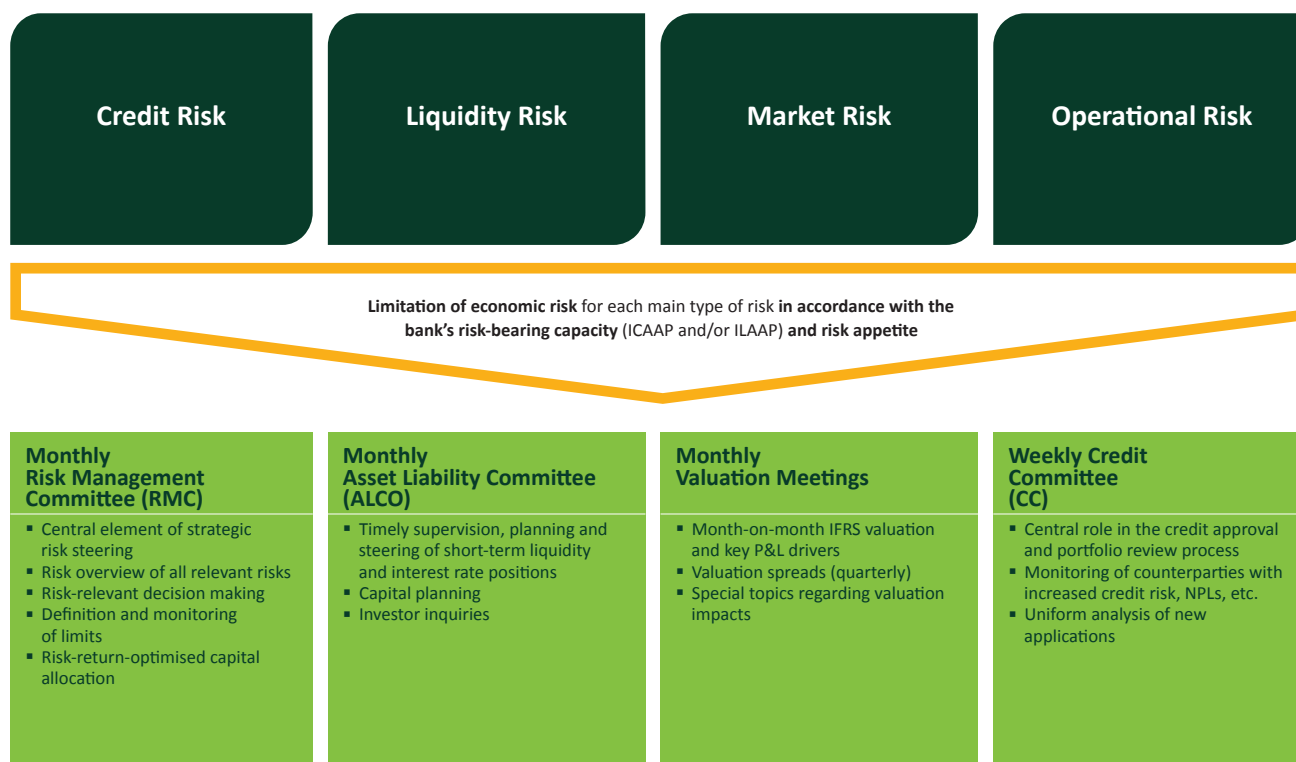 Credit Risk
Liquidity Risk
Market Risk
Operational Risk
Limitation of economic risk for each main type of risk in accordance with the
bank's risk-bearing capacity (ICAAP and/or ILAAP) and risk appetite
Monthly
Risk Management
Committee (RMC)
▪ Central element of strategic
risk steering
▪ Risk overview of all relevant risks
▪ Risk-relevant decision making
▪ Definition and monitoring
of limits
▪ Risk-return-optimised capital
allocation
Monthly
Asset Liability Committee
(ALCO)
▪ Timely supervision, planning and
steering of short-term liquidity
and interest rate positions
▪ Capital planning
▪ Investor inquiries
Monthly
Valuation Meetings
▪ Month-on-month IFRS valuation
and key P&L drivers
▪ Valuation spreads (quarterly)
▪ Special topics regarding valuation
impacts
Weekly Credit
Committee
(CC)
▪ Central role in the credit approval
and portfolio review process
▪ Monitoring of counterparties with
increased credit risk, NPLs, etc.
▪ Uniform analysis of new
applications